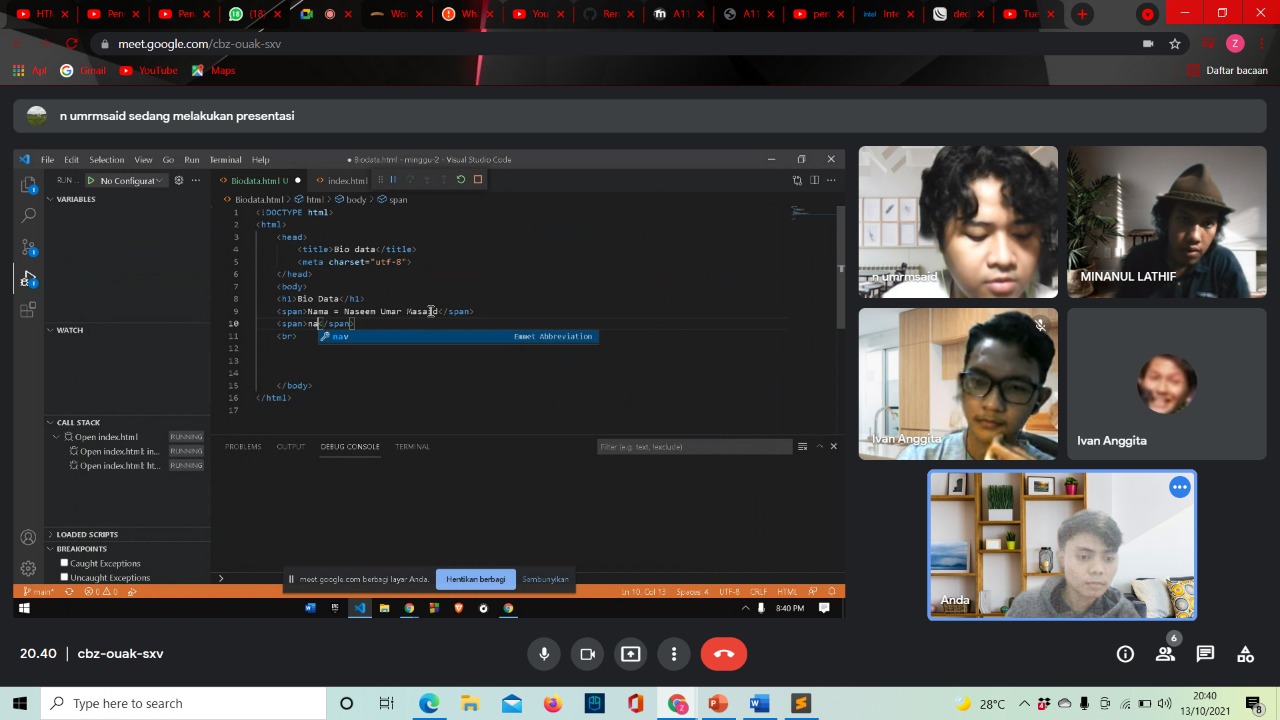 HTI
Per
Per
(18
Wor
Wh
You
Rer
A11
A11
per
Inte
dec
Tue
meet.google.com/cbz-ouak-sxv
Z
Apl
Gmail
YouTube
Maps
Daftar bacaan
n umrmsaid sedang melakukan presentasi
File Edit Selection View Go Run Terminal Help
● Biodata.html - minggu-2 - Visual Studio Code
RUN ...
No Configurat
Biodata.html U ●
index.html
Biodata.html > html > body > span
VARIABLES
1 <!DOCTYPE html>
2 <html>
3 <head>
4 <title>Bio data</title>
5 <meta charset="utf-8">
6 </head>
7 <body>
8 <h1>Bio Data</h1>
9 <span>Nama = Naseem Umar Masaid</span>
10 <span>na</span>
11 <br>
nav Emmet Abbreviation
12
13
14
15 </body>
16 </html>
17
WATCH
CALL STACK
Open index.html RUNNING
Open index.html: in... RUNNING
Open index.html: ht... RUNNING
LOADED SCRIPTS
BREAKPOINTS
Caught Exceptions
Uncaught Exceptions
PROBLEMS OUTPUT DEBUG CONSOLE TERMINAL
Filter (e.g. text, !exclude)
meet.google.com berbagi layar Anda.
Hentikan berbagi
Sembunyikan
main*
0 0
Ln 10, Col 13 Spaces: 4 UTF-8 CRLF HTML
8:40 PM
n umrmsaid
MINANUL LATHIF
Ivan Anggita
Ivan Anggita
Anda
20.40 | cbz-ouak-sxv
6
Type here to search
28°C
20:40
13/10/2021
8